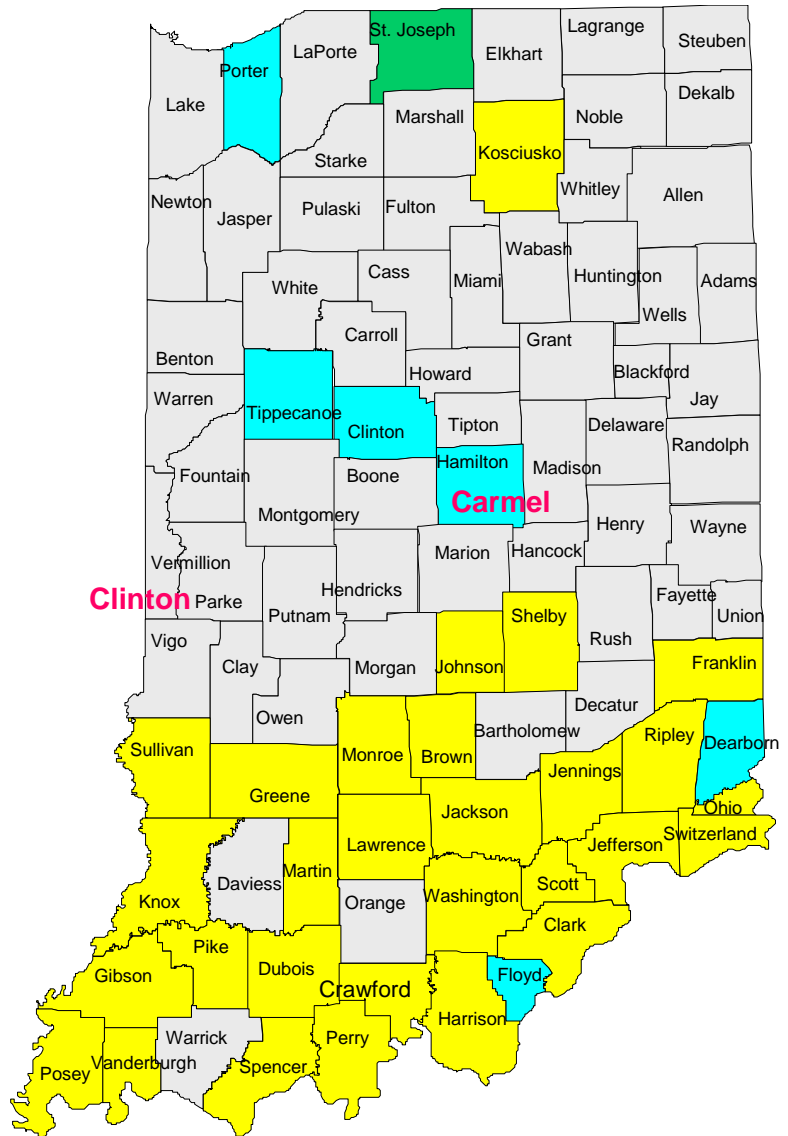 St. Joseph
Lagrange
Steuben
LaPorte
Elkhart
Porter
Dekalb
Lake
Marshall
Noble
Kosciusko
Starke
Whitley
Allen
Newton
Jasper
Pulaski
Fulton
Wabash
Cass
Miami
Huntington
Adams
White
Wells
Carroll
Grant
Benton
Howard
Blackford
Warren
Jay
Tippecanoe
Clinton
Tipton
Delaware
Randolph
Hamilton
Madison
Fountain
Boone
Carmel
Montgomery
Henry
Wayne
Vermillion
Marion
Hancock
Clinton
Parke
Hendricks
Fayette
Putnam
Shelby
Union
Vigo
Rush
Clay
Morgan
Johnson
Franklin
Owen
Decatur
Bartholomew
Sullivan
Monroe
Brown
Ripley
Dearborn
Jennings
Greene
Jackson
Ohio
Lawrence
Jefferson
Switzerland
Martin
Daviess
Scott
Knox
Orange
Washington
Clark
Pike
Gibson
Dubois
Floyd
Crawford
Harrison
Warrick
Perry
Vanderburgh
Posey
Spencer